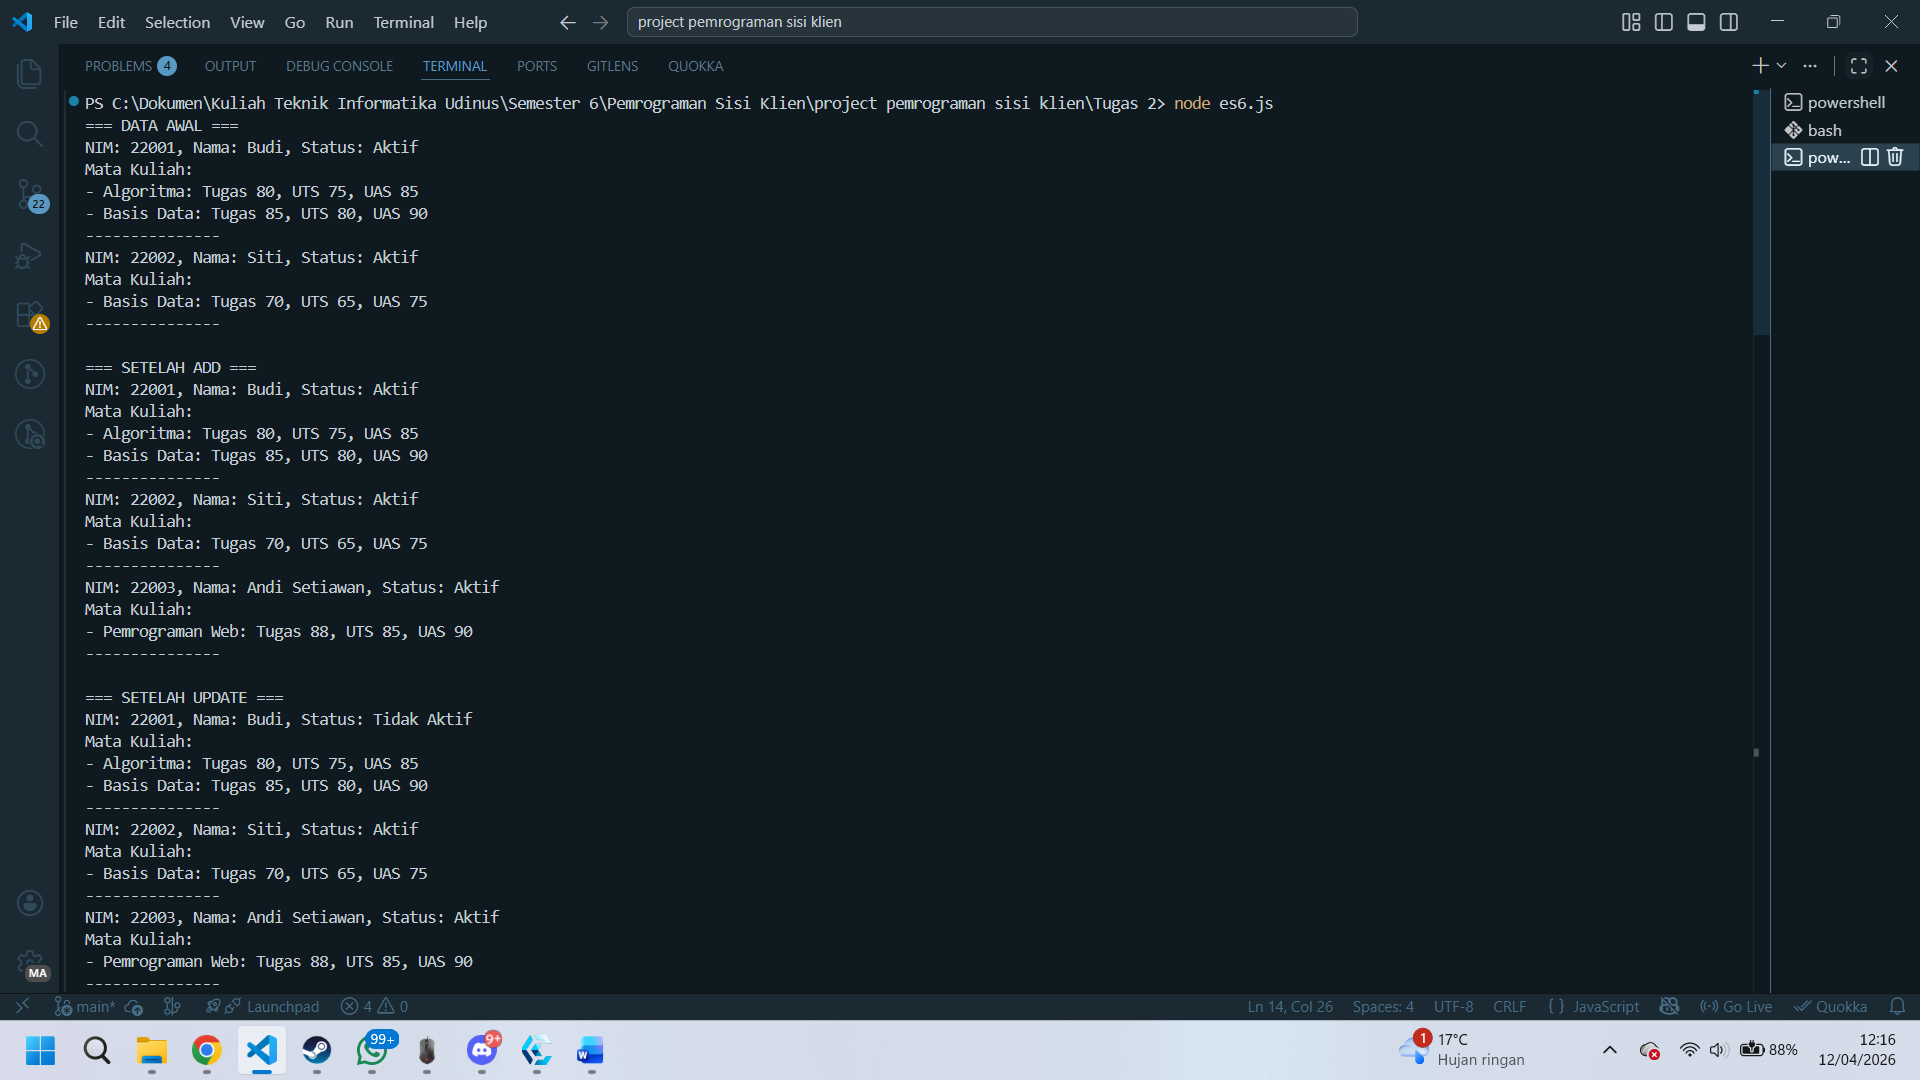 File Edit Selection View Go Run Terminal Help
project pemrograman sisi klien
PROBLEMS 4 OUTPUT DEBUG CONSOLE TERMINAL PORTS GITLENS QUOKKA
PS C:\Dokumen\Kuliah Teknik Informatika Udinus\Semester 6\Pemrograman Sisi Klien\project pemrograman sisi klien\Tugas 2> node es6.js
=== DATA AWAL ===
NIM: 22001, Nama: Budi, Status: Aktif
Mata Kuliah:
- Algoritma: Tugas 80, UTS 75, UAS 85
- Basis Data: Tugas 85, UTS 80, UAS 90
---------------
NIM: 22002, Nama: Siti, Status: Aktif
Mata Kuliah:
- Basis Data: Tugas 70, UTS 65, UAS 75
---------------
=== SETELAH ADD ===
NIM: 22001, Nama: Budi, Status: Aktif
Mata Kuliah:
- Algoritma: Tugas 80, UTS 75, UAS 85
- Basis Data: Tugas 85, UTS 80, UAS 90
---------------
NIM: 22002, Nama: Siti, Status: Aktif
Mata Kuliah:
- Basis Data: Tugas 70, UTS 65, UAS 75
---------------
NIM: 22003, Nama: Andi Setiawan, Status: Aktif
Mata Kuliah:
- Pemrograman Web: Tugas 88, UTS 85, UAS 90
---------------
=== SETELAH UPDATE ===
NIM: 22001, Nama: Budi, Status: Tidak Aktif
Mata Kuliah:
- Algoritma: Tugas 80, UTS 75, UAS 85
- Basis Data: Tugas 85, UTS 80, UAS 90
---------------
NIM: 22002, Nama: Siti, Status: Aktif
Mata Kuliah:
- Basis Data: Tugas 70, UTS 65, UAS 75
---------------
NIM: 22003, Nama: Andi Setiawan, Status: Aktif
Mata Kuliah:
- Pemrograman Web: Tugas 88, UTS 85, UAS 90
---------------
powershell
bash
pow...
22
MA
main* Launchpad 4 0
Ln 14, Col 26 Spaces: 4 UTF-8 CRLF { } JavaScript Go Live Quokka
99+
9+
1
17°C
Hujan ringan
88%
12:16
12/04/2026